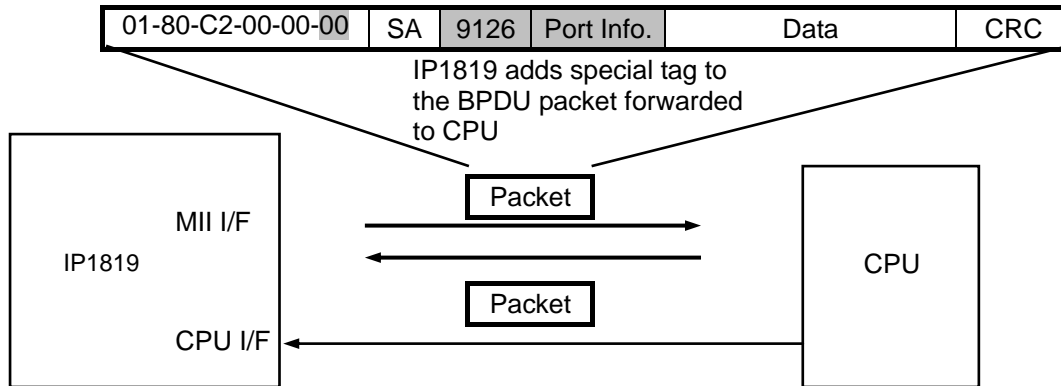 01-80-C2-00-00-00 SA 9126 Port Info. Data CRC
IP1819 adds special tag to
the BPDU packet forwarded
to CPU
Packet
MII I/F
IP1819
CPU
Packet
CPU I/F